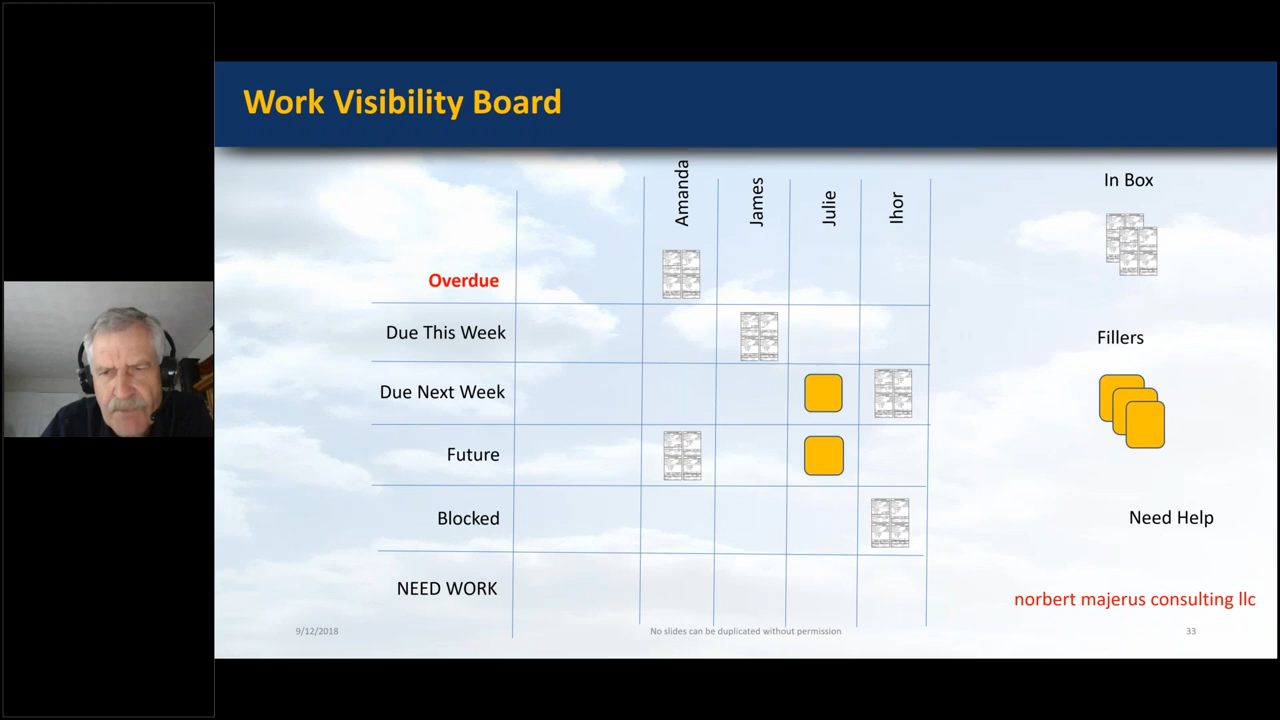 Work Visibility Board
Amanda
James
Julie
Ihor
In Box
Overdue
Due This Week
Fillers
Due Next Week
Future
Blocked
Need Help
NEED WORK
norbert majerus consulting llc
9/12/2018
No slides can be duplicated without permission
33